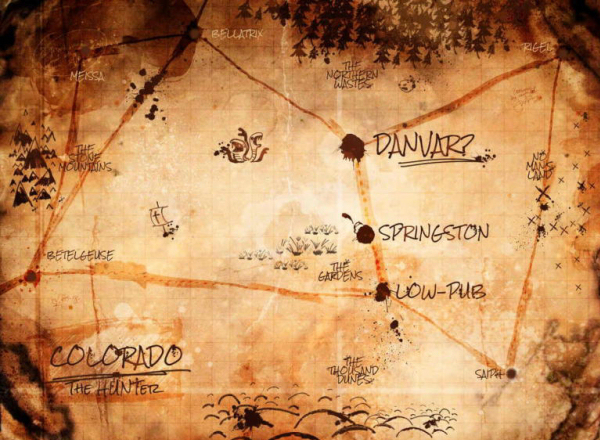 BELLATRIX
RIGEL
MEISSA
THE
NORTHERN
WASTES
DANVAR?
THE
STONE
MOUNTAINS
NO
MAN'S
LAND
SPRINGSTON
BETELGEUSE
THE
GARDENS
LOW-PUB
COLORADO
THE HUNTER
THE
THOUSAND
DUNES
SAIPH